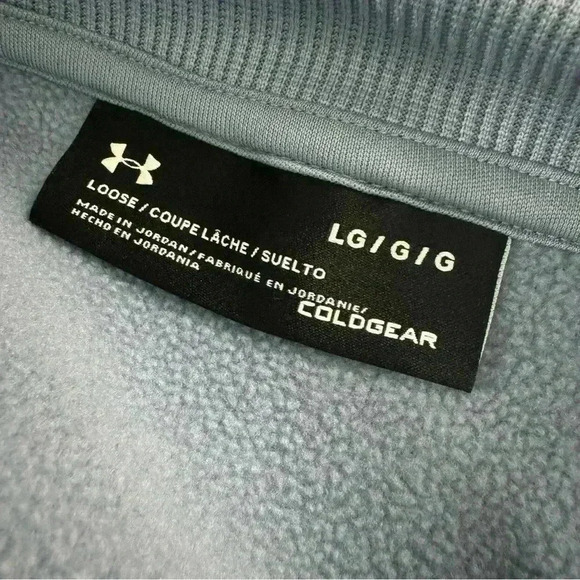 LOOSE / COUPE LÂCHE / SUELTO
LG / G / G
MADE IN JORDAN / FABRIQUÉ EN JORDANIE /
HECHO EN JORDANIA
COLDGEAR